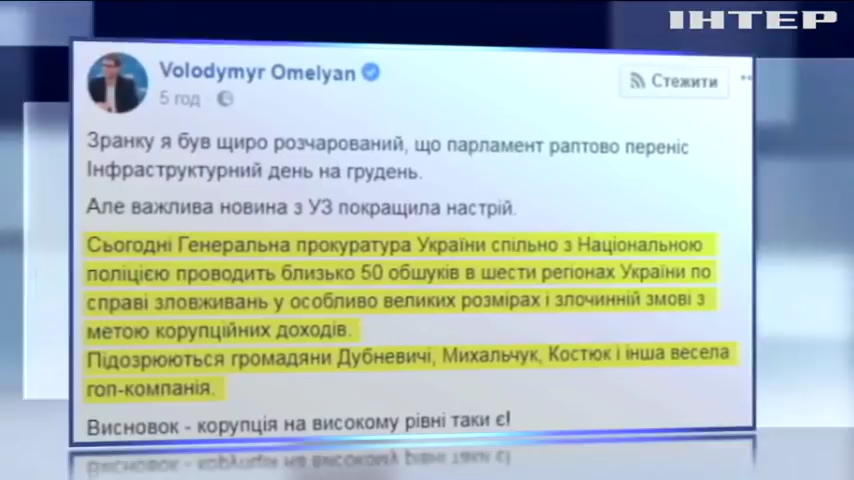 ІНТЕР
Volodymyr Omelyan
Стежити
5 год
Зранку я був щиро розчарований, що парламент раптово переніс
Інфраструктурний день на грудень.
Але важлива новина з УЗ покращила настрій.
Сьогодні Генеральна прокуратура України спільно з Національною
поліцією проводить близько 50 обшуків в шести регіонах України по
справі зловживань у особливо великих розмірах і злочинній змові з
метою корупційних доходів.
Підозрюються громадяни Дубневичі, Михальчук, Костюк і інша весела
гоп-компанія.
Висновок - корупція на високому рівні таки є!